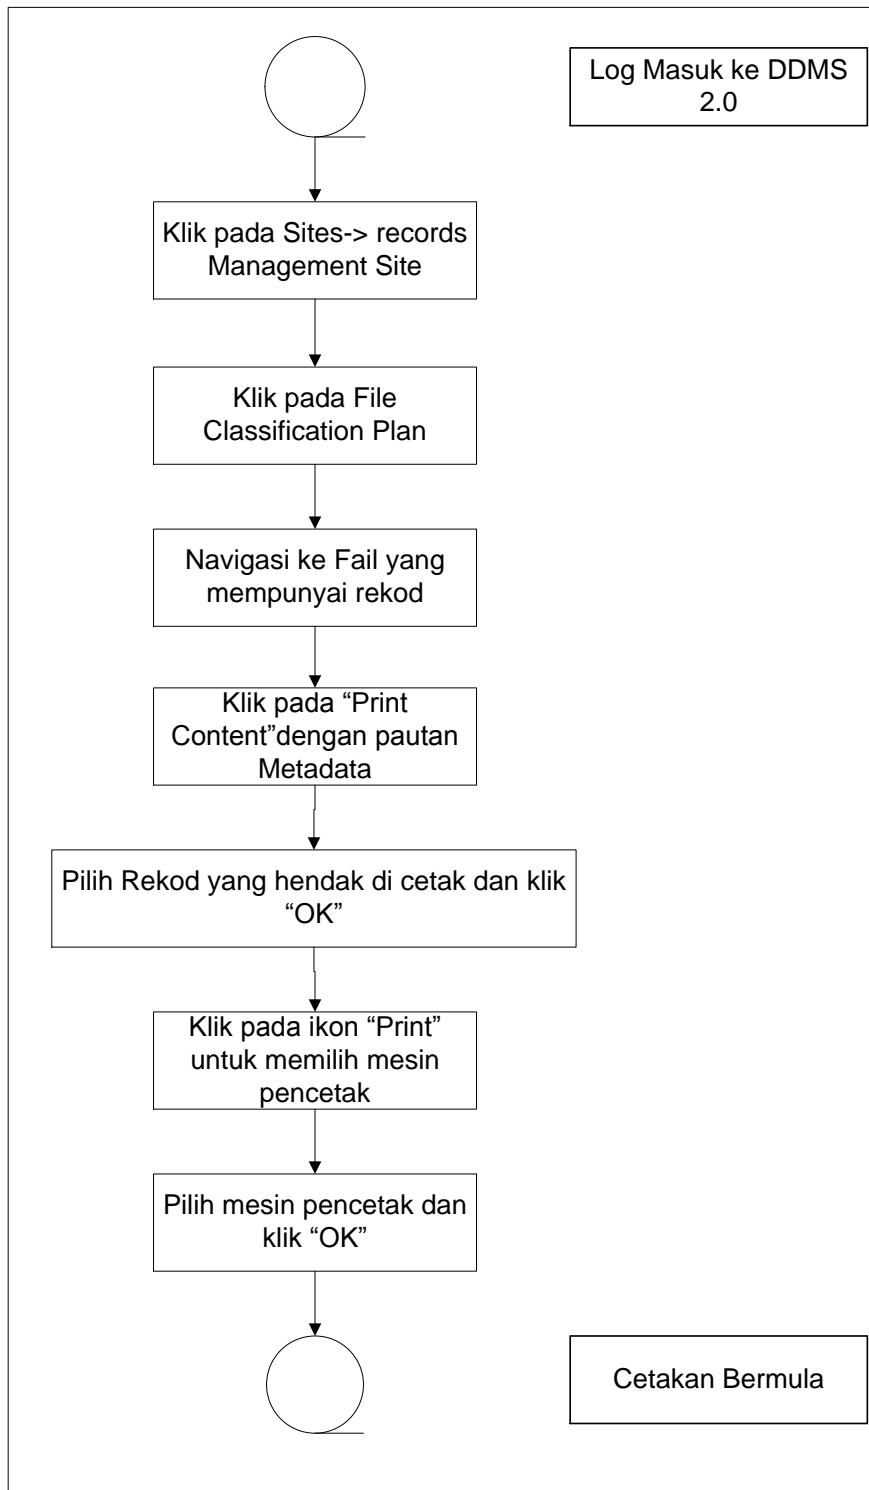 Log Masuk ke DDMS
2.0
Klik pada Sites-> records
Management Site
Klik pada File
Classification Plan
Navigasi ke Fail yang
mempunyai rekod
Klik pada “Print
Content”dengan pautan
Metadata
Pilih Rekod yang hendak di cetak dan klik
“OK”
Klik pada ikon “Print”
untuk memilih mesin
pencetak
Pilih mesin pencetak dan
klik “OK”
Cetakan Bermula